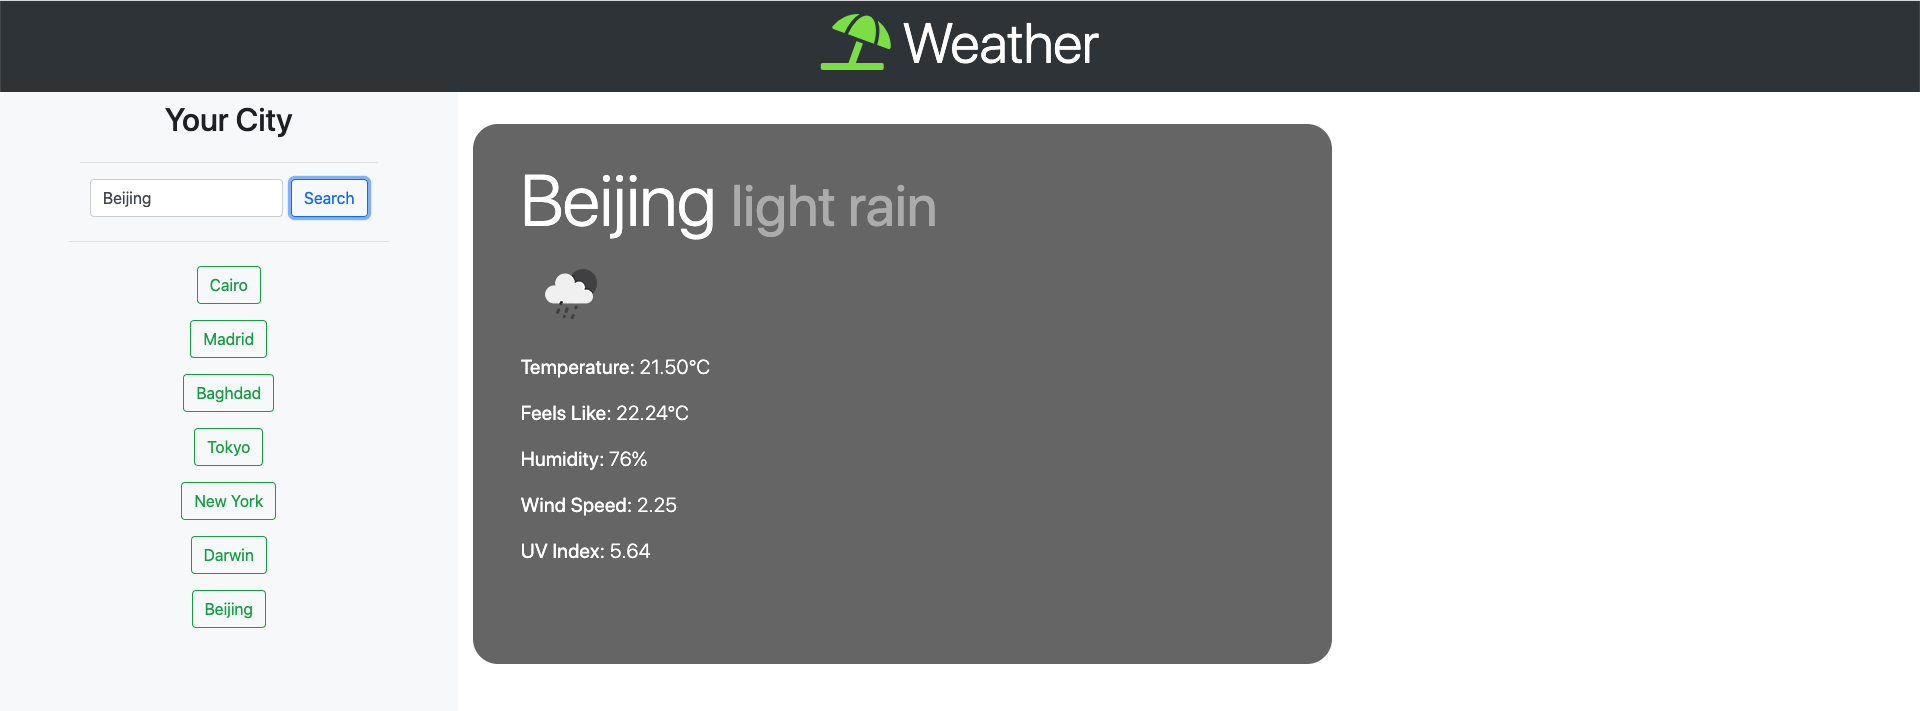 Weather
Your City
Beijing
Search
Cairo
Madrid
Baghdad
Tokyo
New York
Darwin
Beijing
Beijing light rain
Temperature: 21.50°C
Feels Like: 22.24°C
Humidity: 76%
Wind Speed: 2.25
UV Index: 5.64